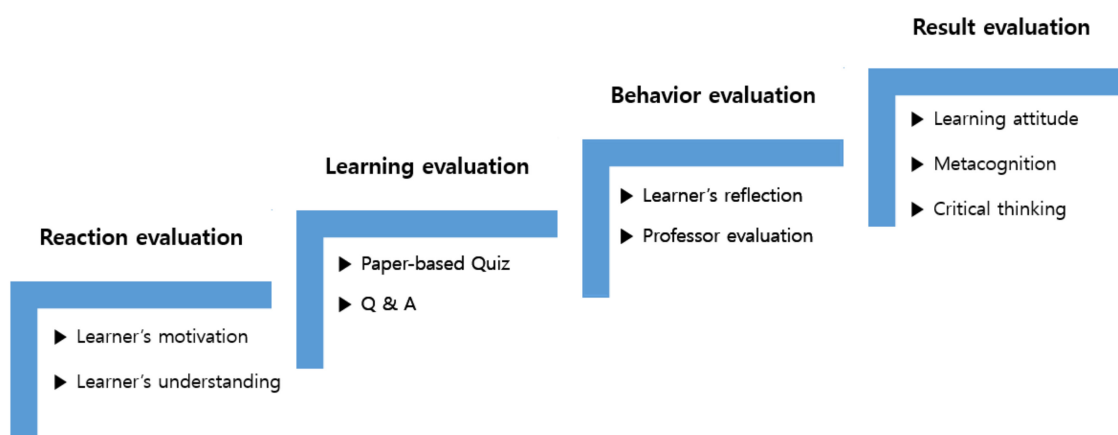 Reaction evaluation
▶ Learner’s motivation
▶ Learner’s understanding
Learning evaluation
▶ Paper-based Quiz
▶ Q & A
Behavior evaluation
▶ Learner’s reflection
▶ Professor evaluation
Result evaluation
▶ Learning attitude
▶ Metacognition
▶ Critical thinking